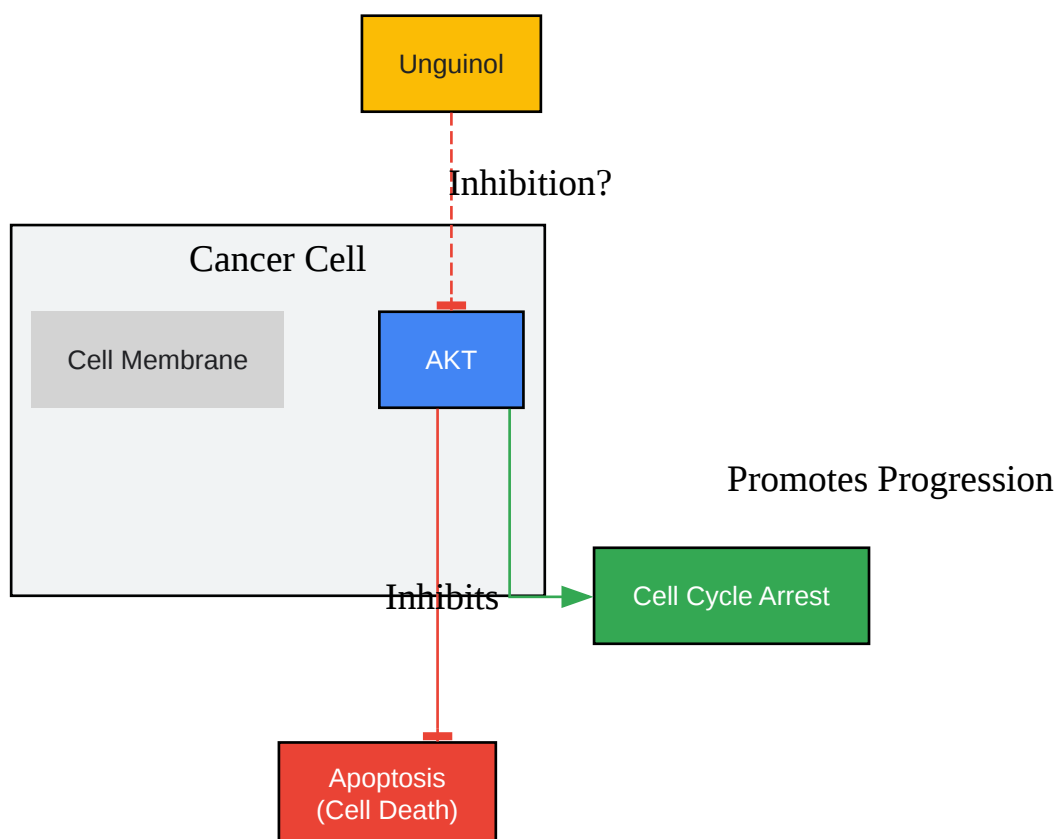 Unguinol
Inhibition?
Cancer Cell
Cell Membrane
AKT
Promotes Progression
Inhibits
Cell Cycle Arrest
Apoptosis
(Cell Death)